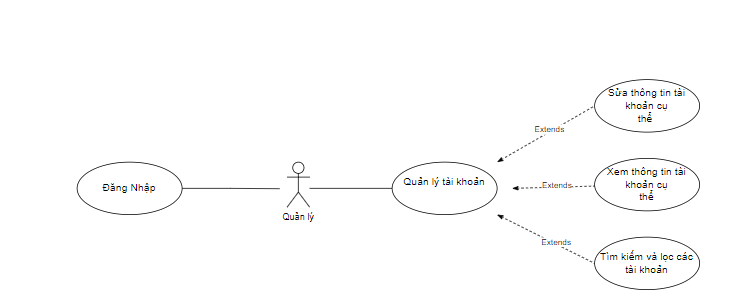 Sửa thông tin tài
khoản cụ
thể
Extends
Đăng Nhập
Quản lý
Quản lý tài khoản
Extends
Xem thông tin tài
khoản cụ
thể
Extends
Tìm kiếm và lọc các
tài khoản